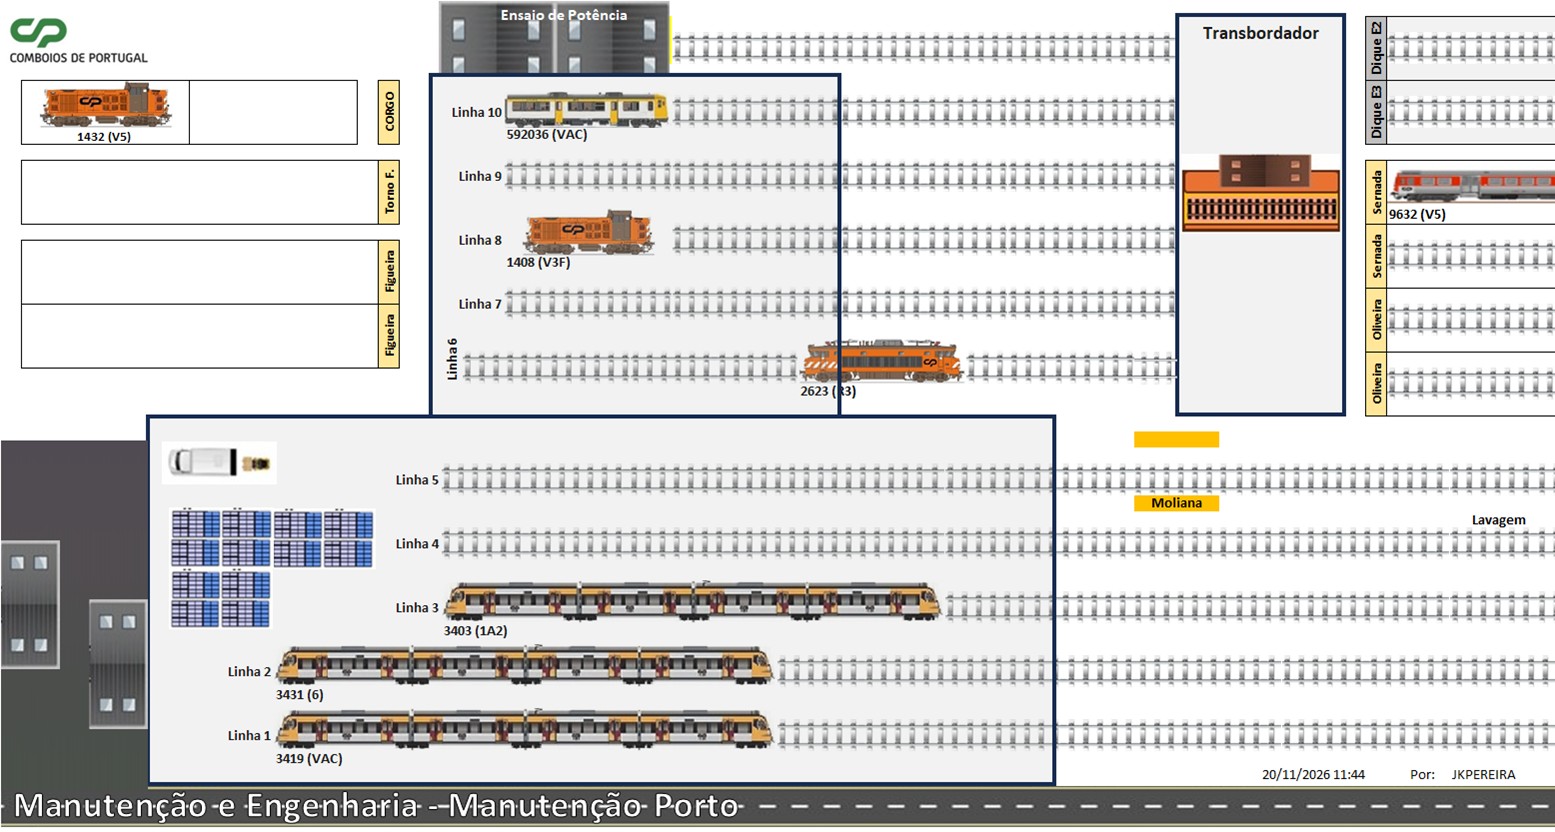 CP
COMBOIOS DE PORTUGAL
Ensaio de Potência
Transbordador
Dique E2
Dique E3
CORGO
1432 (V5)
Torno F.
Figueira
Figueira
Linha 10
592036 (VAC)
Linha 9
Linha 8
1408 (V3F)
Linha 7
Linha 6
2623 (R3)
Sernada
9632 (V5)
Sernada
Oliveira
Oliveira
Linha 5
Moliana
Lavagem
Linha 4
Linha 3
3403 (1A2)
Linha 2
3431 (6)
Linha 1
3419 (VAC)
20/11/2026 11:44 Por: JKPEREIRA
Manutenção e Engenharia - Manutenção Porto